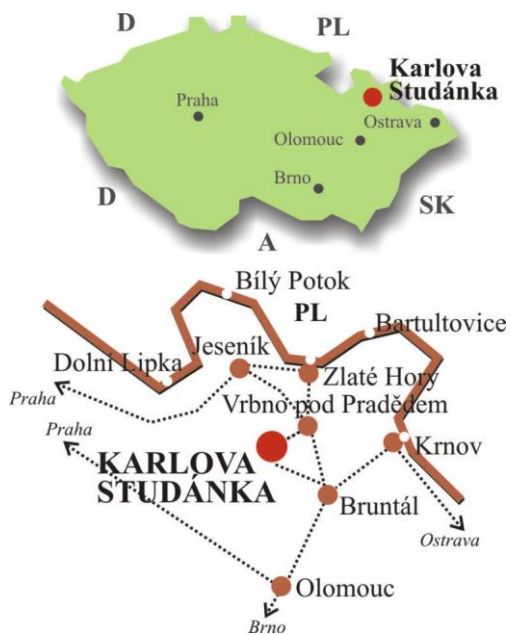 D
PL
D
Karlova
Studánka
Praha
Ostrava
Olomouc
Brno
D
SK
A
Bílý Potok
PL
Bartultovice
Jeseník
Dolní Lipka
Zlaté Hory
Praha
Vrbno pod Pradědem
Praha
KARLOVA
STUDÁNKA
Krnov
Bruntál
Ostrava
Olomouc
Brno